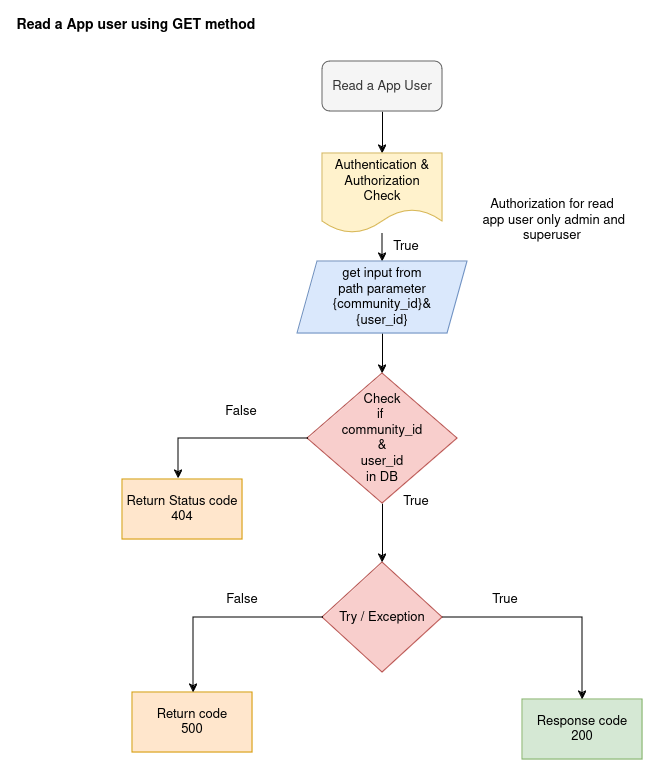 Read a App user using GET method
Read a App User
Authentication &
Authorization
Check
Authorization for read
app user only admin and
superuser
True
get input from
path parameter
{community_id}&
{user_id}
Check
if
community_id
&
user_id
in DB
False
Return Status code
404
True
Try / Exception
False
True
Return code
500
Response code
200